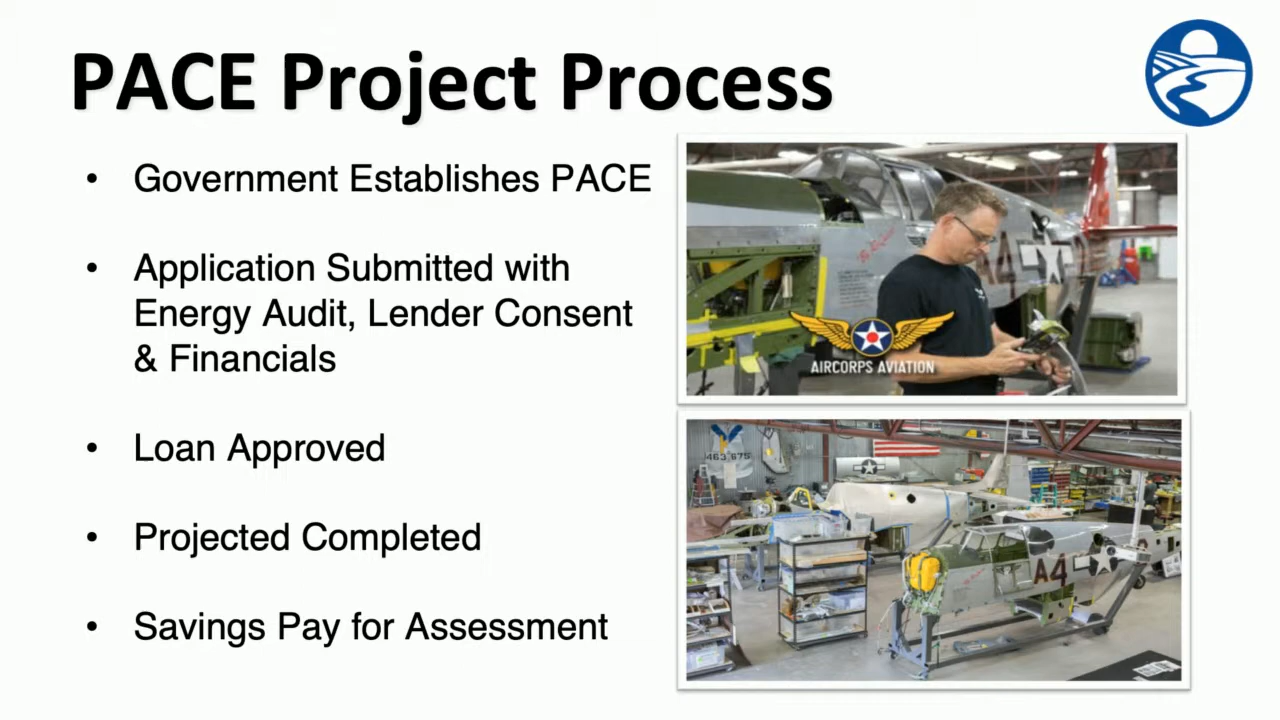 PACE Project Process
• Government Establishes PACE
• Application Submitted with
Energy Audit, Lender Consent
& Financials
• Loan Approved
• Projected Completed
• Savings Pay for Assessment
AIRCORPS AVIATION
A4